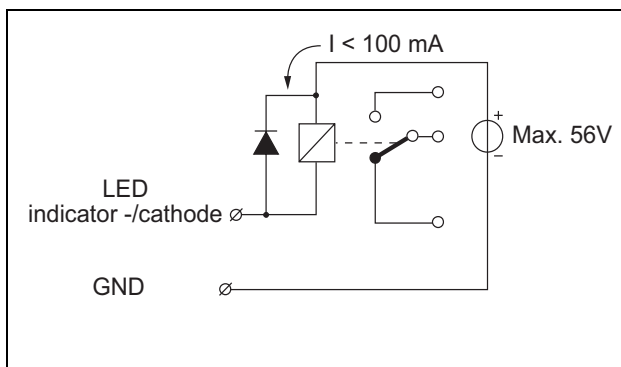 I < 100 mA
+
Max. 56V
−
LED
indicator -/cathode
GND